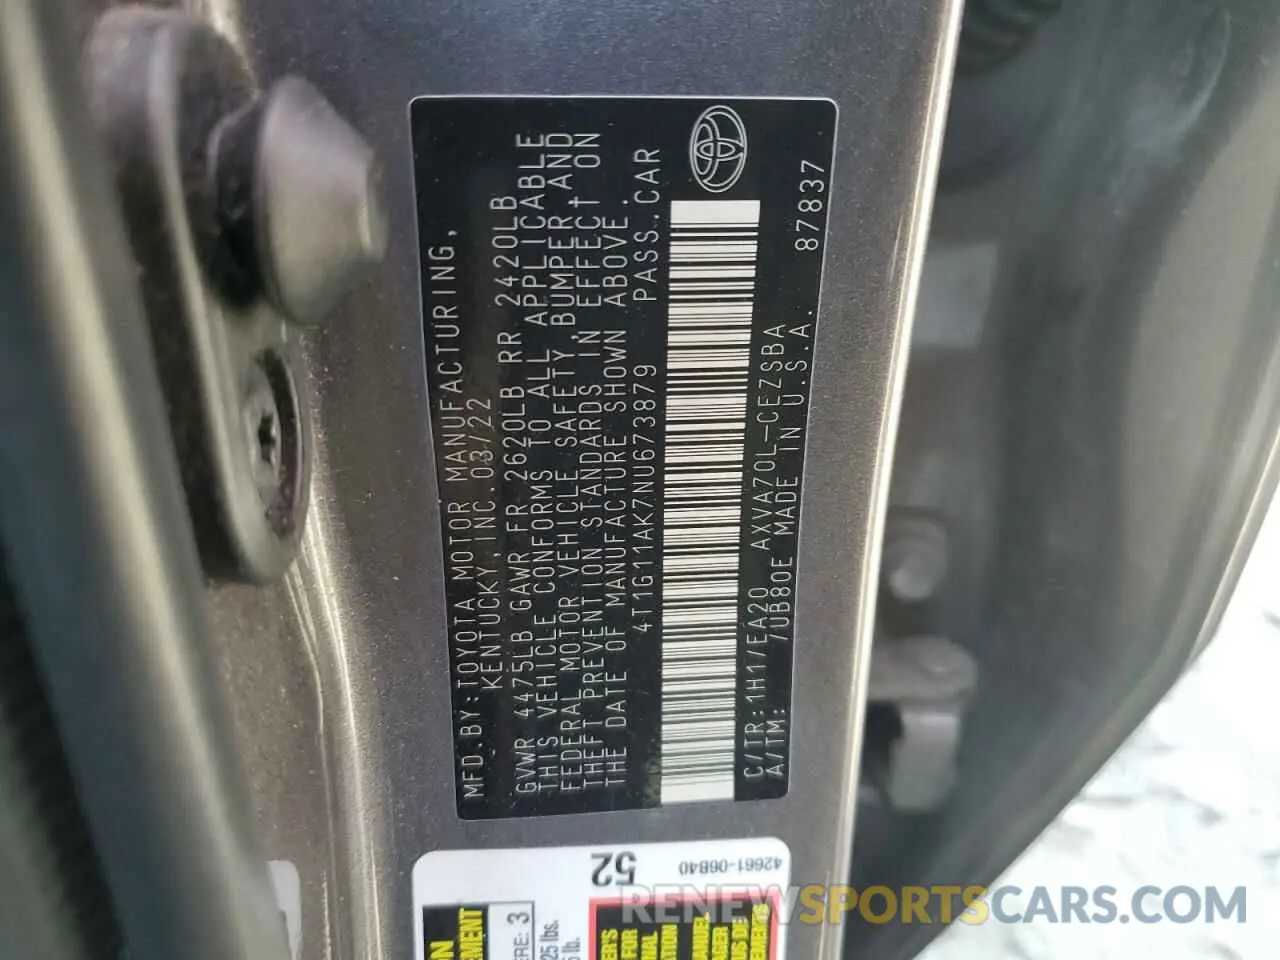 MFD.BY:TOYOTA MOTOR MANUFACTURING,
KENTUCKY,INC.03/22
GVWR 4475LB GAWR FR 2620LB RR 2420LB
THIS VEHICLE CONFORMS TO ALL APPLICABLE
FEDERAL MOTOR VEHICLE SAFETY,BUMPER,AND
THEFT PREVENTION STANDARDS IN EFFECT ON
THE DATE OF MANUFACTURE SHOWN ABOVE.
4T1G11AK7NU673879 PASS.CAR
C/TR:1H1/EA20 AXVA70L-CEZSBA
A/TM: /UB80E MADE IN U.S.A.
87837
52
42661-06B40
3
RENEWSPORTSCARS.COM